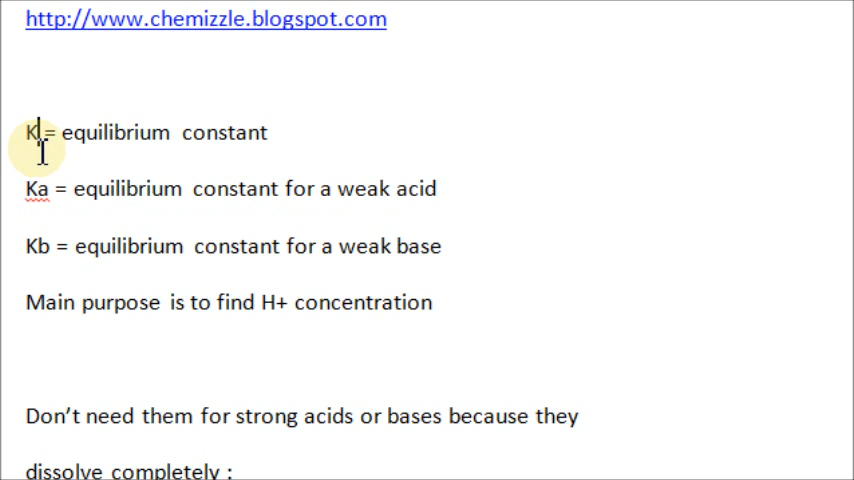 http://www.chemizzle.blogspot.com
K = equilibrium constant
Ka = equilibrium constant for a weak acid
Kb = equilibrium constant for a weak base
Main purpose is to find H+ concentration
Don’t need them for strong acids or bases because they
dissolve completely :